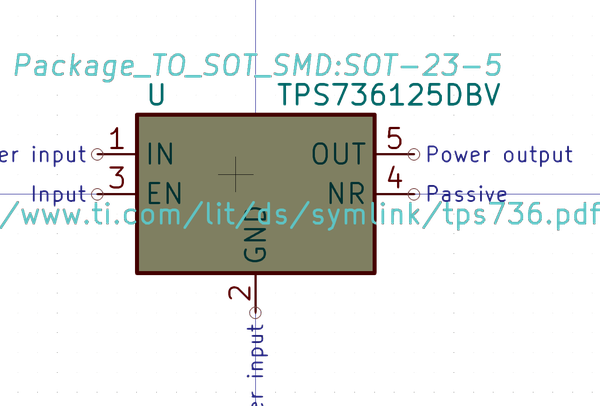 Package_TO_SOT_SMD:SOT-23-5
U TPS736125DBV
er input 1 IN OUT 5 Power output
Input 3 EN NR 4 Passive
/www.ti.com/lit/ds/symlink/tps736.pdf
GND
2
er input